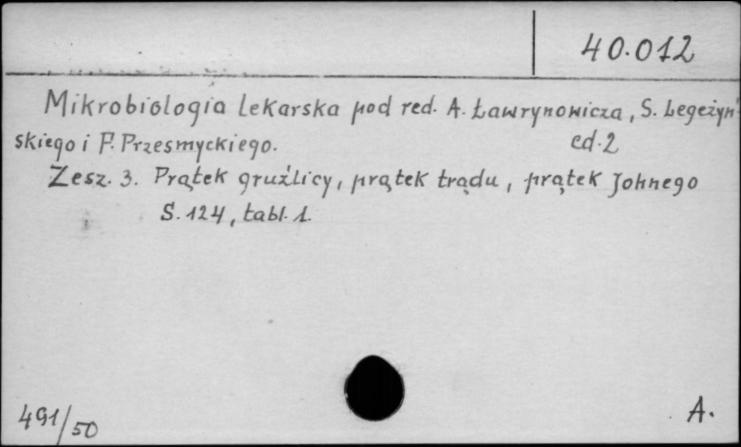 40.012
Mikrobiologia lekarska pod red. A. Ławrynowicza, S. Legeżyń-
skiego i F. Przesmyckiego. ed. 2
Zesz. 3. Prątek gruźlicy, prątek trądu, prątek Johnego
S. 124, tabl. 1.
491/50 A.